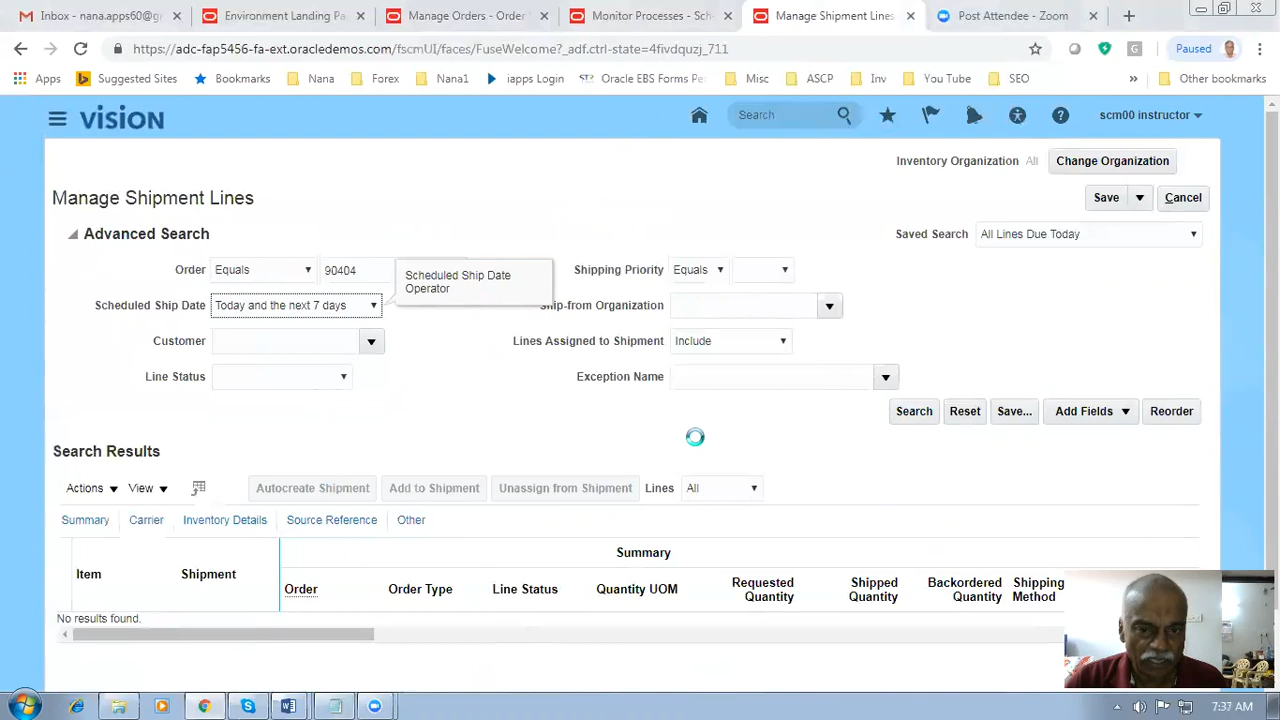 Inbox - nana.apps60@g
Environment Landing Pa
Manage Orders - Order
Monitor Processes - Sch
Manage Shipment Lines
Post Attendee - Zoom
https://adc-fap5456-fa-ext.oracledemos.com/fscmUI/faces/FuseWelcome?_adf.ctrl-state=4fivdquzj_711
Paused
Apps
Suggested Sites
Bookmarks
Nana
Forex
Nana1
iapps Login
Oracle EBS Forms Pe
Misc
ASCP
Inv
You Tube
SEO
Other bookmarks
vision
Search
scm00 instructor
Inventory Organization All Change Organization
Manage Shipment Lines
Save
Cancel
Advanced Search
Saved Search All Lines Due Today
Order Equals 90404
Scheduled Ship Date Operator
Shipping Priority Equals
Scheduled Ship Date Today and the next 7 days
Ship-from Organization
Customer
Lines Assigned to Shipment Include
Line Status
Exception Name
Search Reset Save... Add Fields Reorder
Search Results
Actions View Autocreate Shipment Add to Shipment Unassign from Shipment Lines All
Summary Carrier Inventory Details Source Reference Other
Summary
Item Shipment Order Order Type Line Status Quantity UOM Requested Quantity Shipped Quantity Backordered Quantity Shipping Method
No results found.
7:37 AM